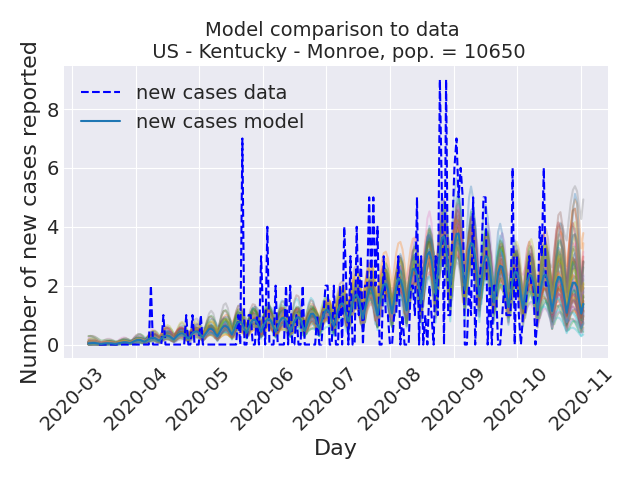 Model comparison to data
US - Kentucky - Monroe, pop. = 10650
new cases data
new cases model
Number of new cases reported
8
6
4
2
0
2020-03
2020-04
2020-05
2020-06
2020-07
2020-08
2020-09
2020-10
2020-11
Day